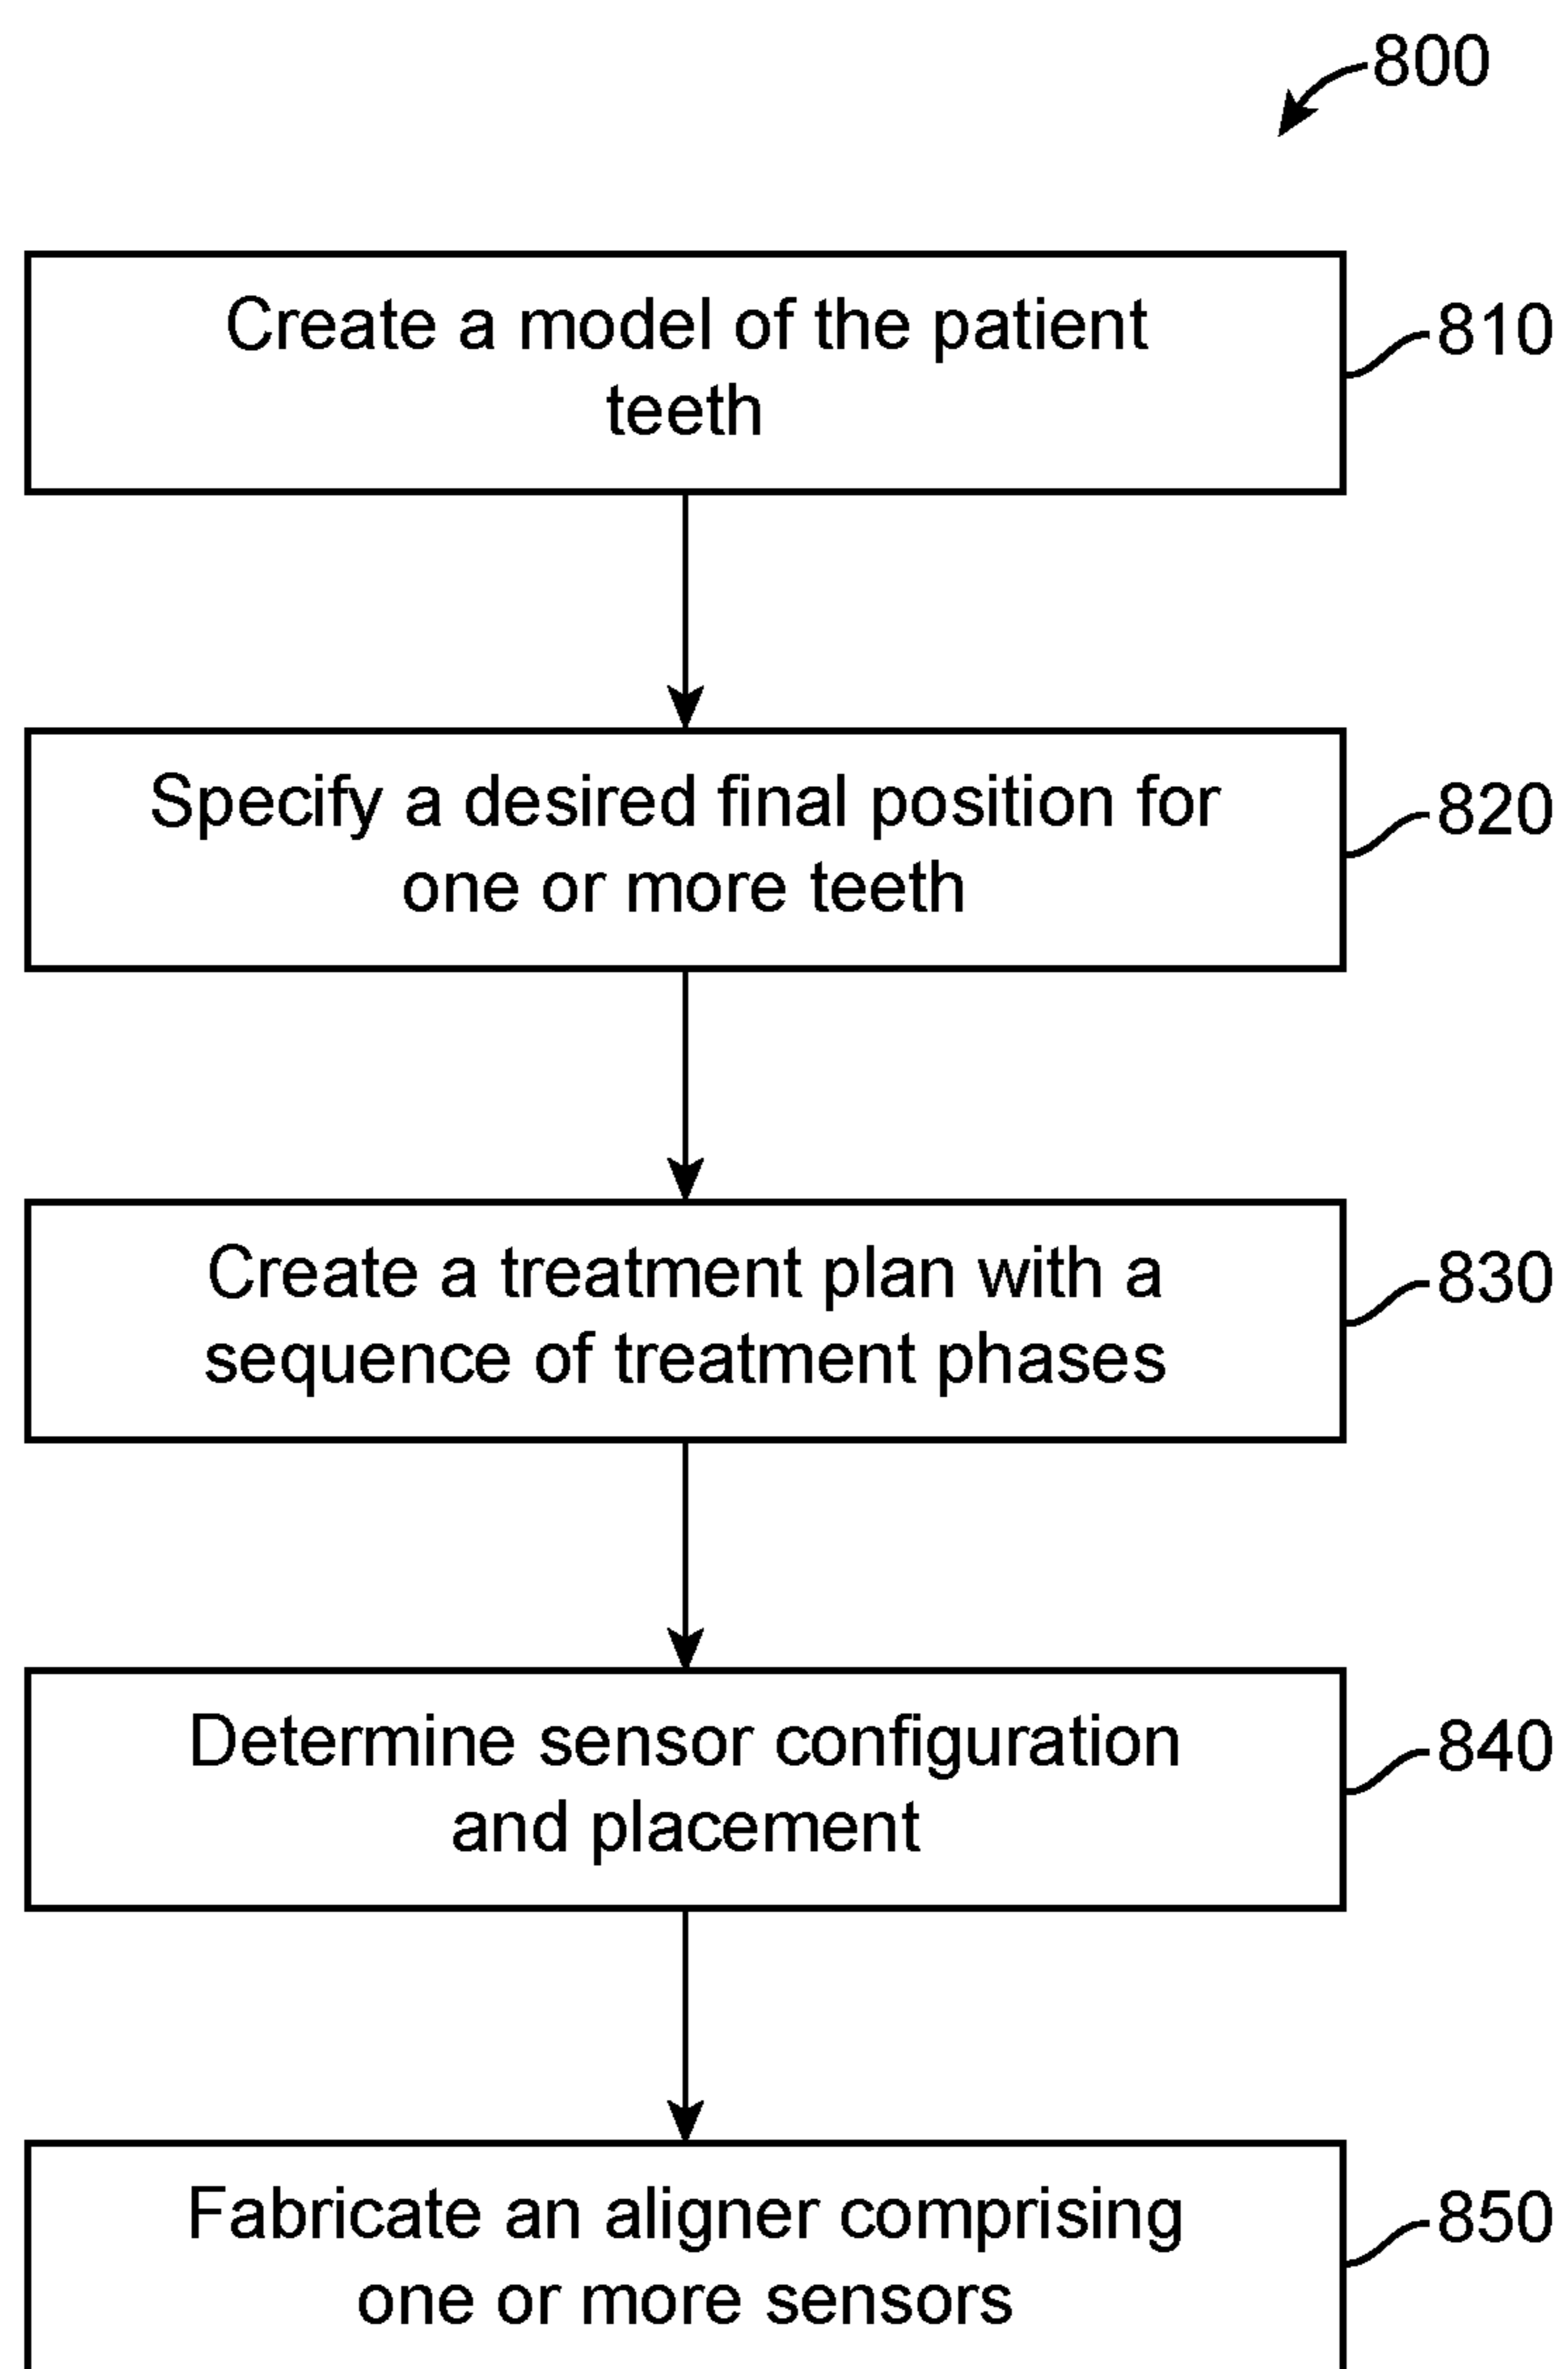 800
Create a model of the patient
teeth
810
Specify a desired final position for
one or more teeth
820
Create a treatment plan with a
sequence of treatment phases
830
Determine sensor configuration
and placement
840
Fabricate an aligner comprising
one or more sensors
850